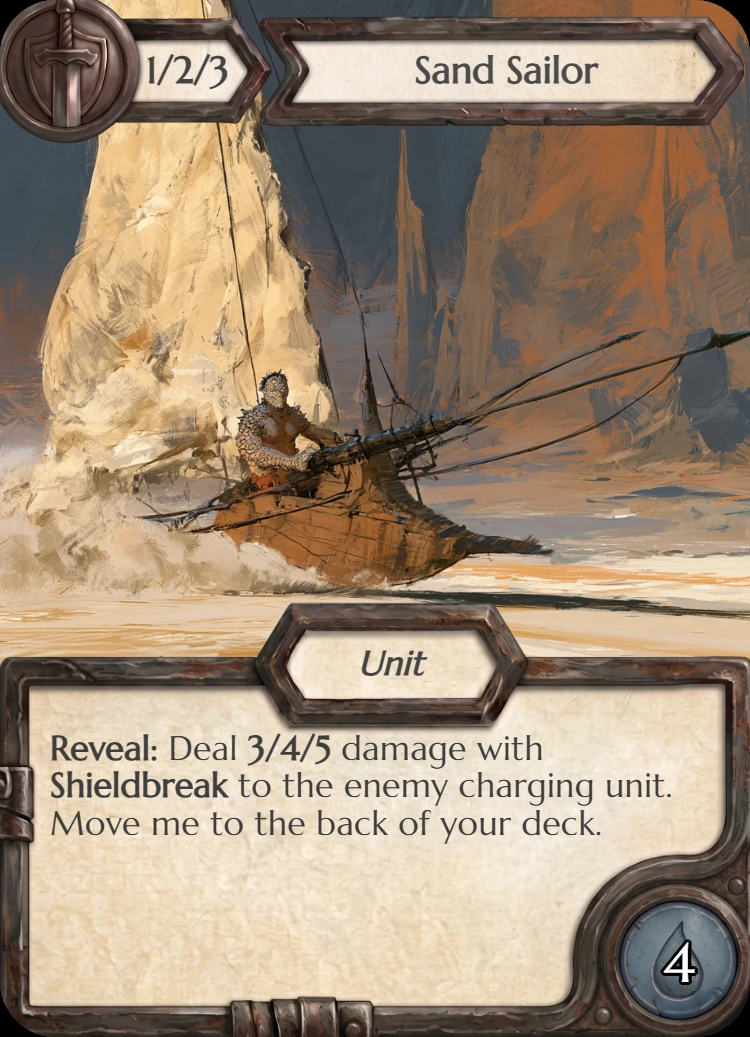 1/2/3
Sand Sailor
Unit
Reveal: Deal 3/4/5 damage with
Shieldbreak to the enemy charging unit.
Move me to the back of your deck.
4